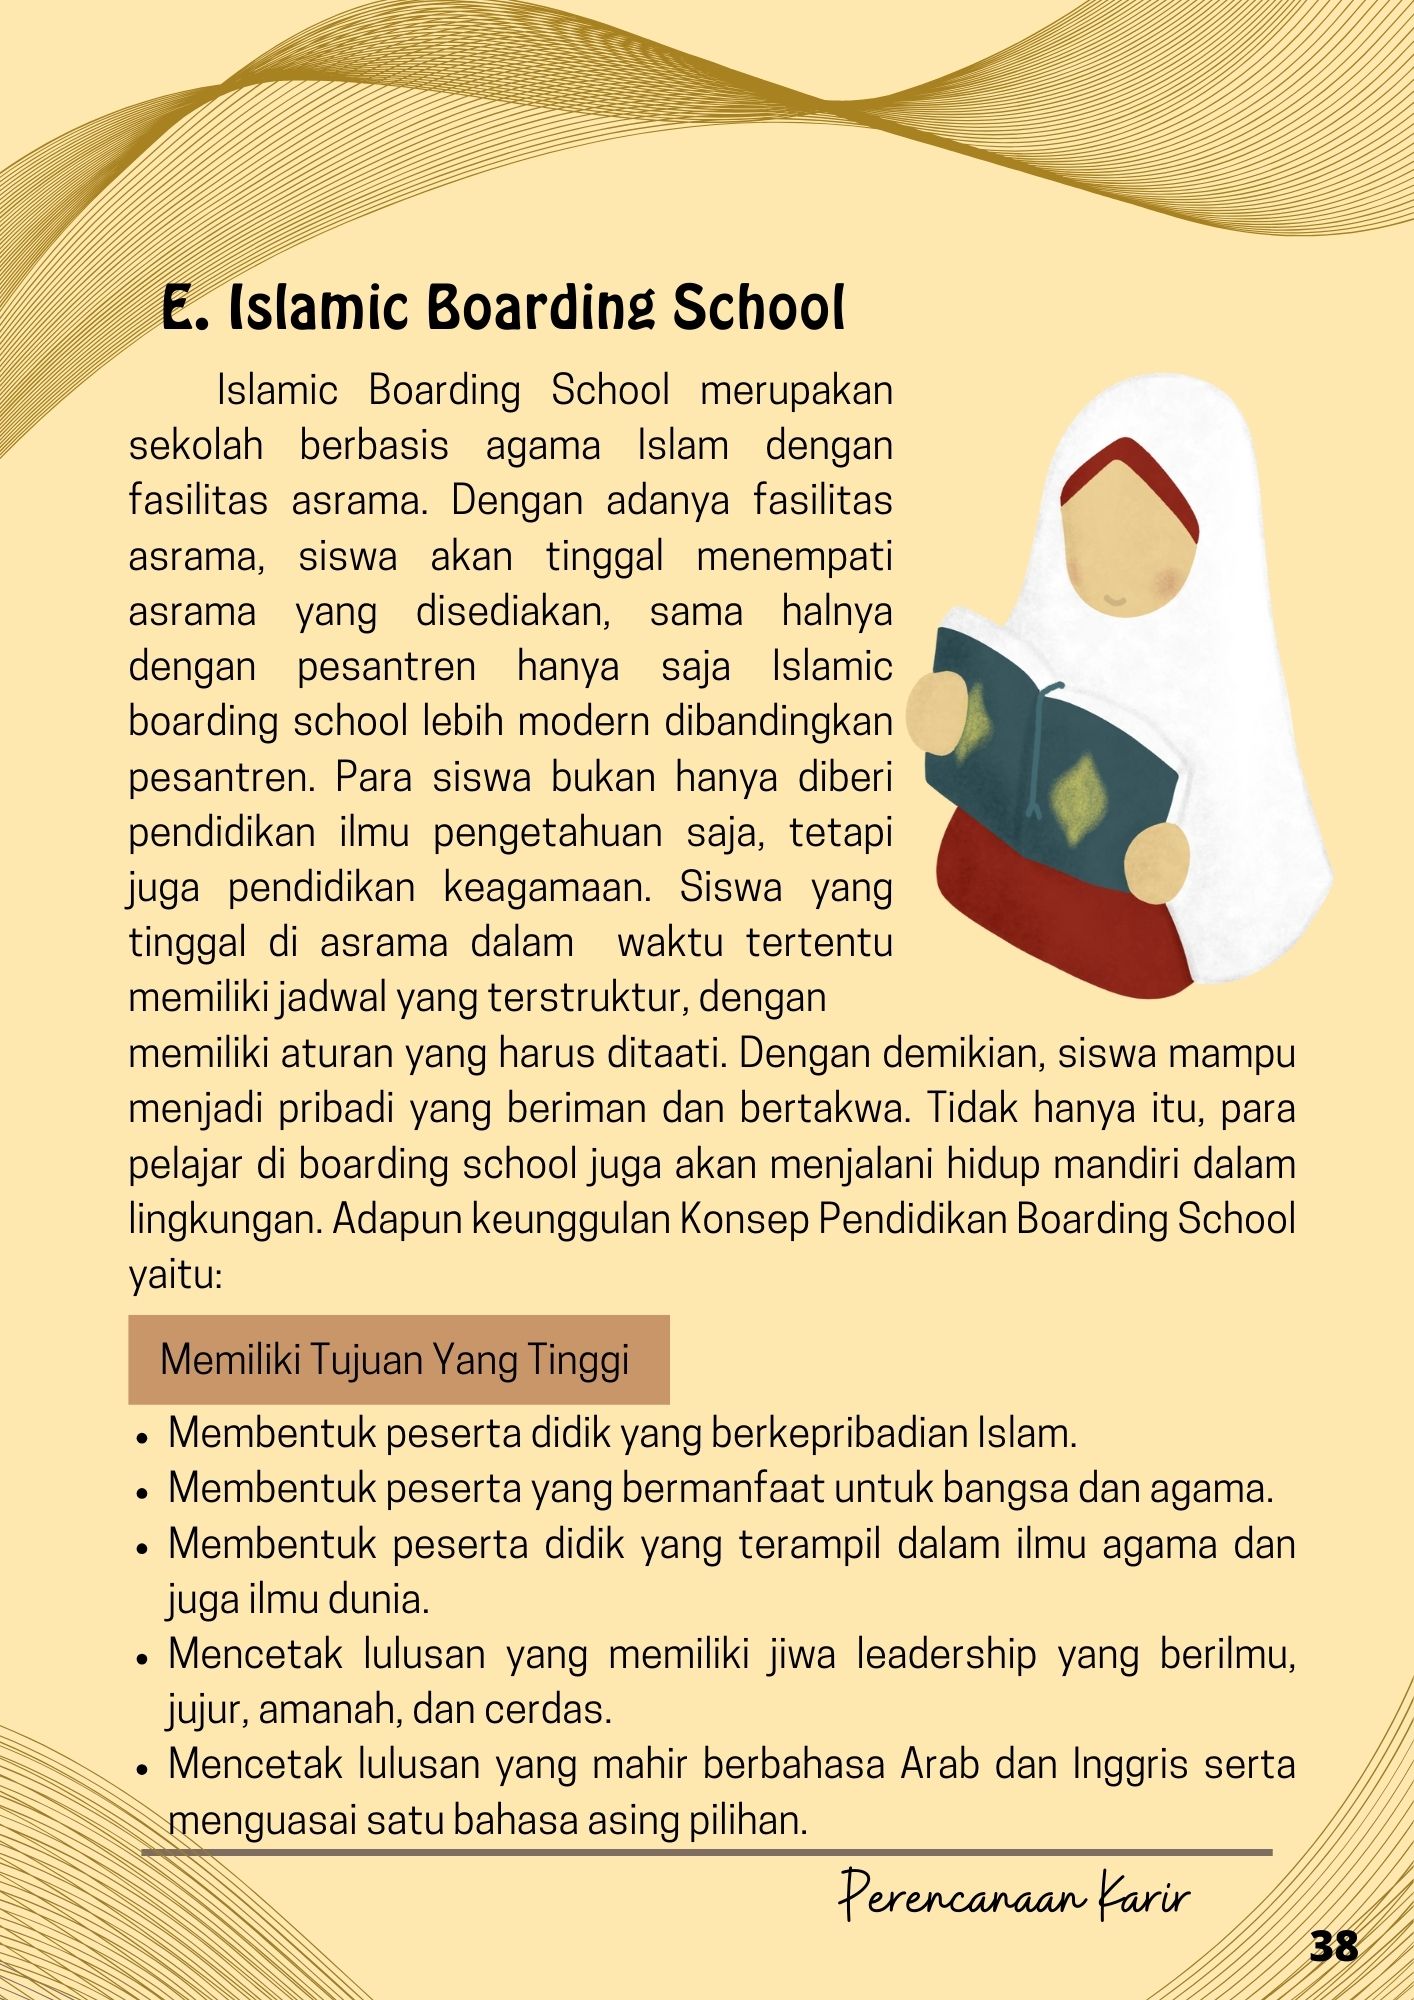 E. Islamic Boarding School
Islamic Boarding School merupakan
sekolah berbasis agama Islam dengan
fasilitas asrama. Dengan adanya fasilitas
asrama, siswa akan tinggal menempati
asrama yang disediakan, sama halnya
dengan pesantren hanya saja Islamic
boarding school lebih modern dibandingkan
pesantren. Para siswa bukan hanya diberi
pendidikan ilmu pengetahuan saja, tetapi
juga pendidikan keagamaan. Siswa yang
tinggal di asrama dalam waktu tertentu
memiliki jadwal yang terstruktur, dengan
memiliki aturan yang harus ditaati. Dengan demikian, siswa mampu
menjadi pribadi yang beriman dan bertakwa. Tidak hanya itu, para
pelajar di boarding school juga akan menjalani hidup mandiri dalam
lingkungan. Adapun keunggulan Konsep Pendidikan Boarding School
yaitu:
Memiliki Tujuan Yang Tinggi
• Membentuk peserta didik yang berkepribadian Islam.
• Membentuk peserta yang bermanfaat untuk bangsa dan agama.
• Membentuk peserta didik yang terampil dalam ilmu agama dan
juga ilmu dunia.
• Mencetak lulusan yang memiliki jiwa leadership yang berilmu,
jujur, amanah, dan cerdas.
• Mencetak lulusan yang mahir berbahasa Arab dan Inggris serta
menguasai satu bahasa asing pilihan.
Perencanaan Karir
38